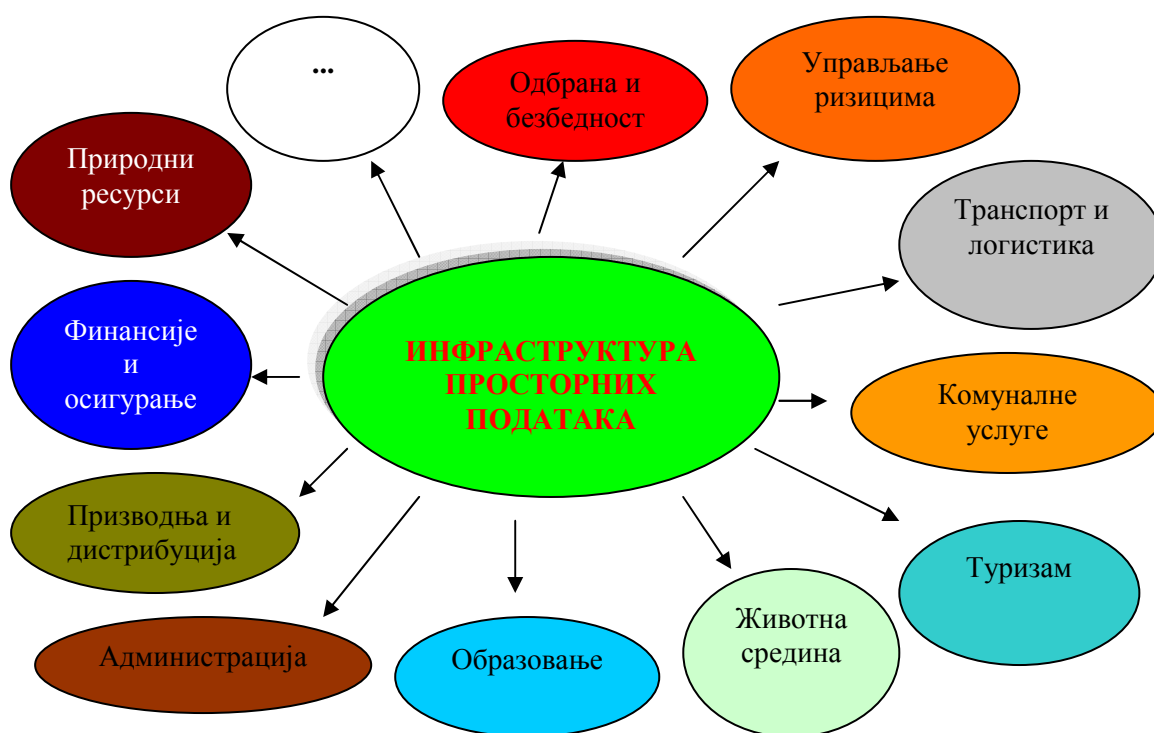 ...
Одбрана и
безбедност
Управљање
ризицима
Природни
ресурси
Транспорт и
логистика
Финансије
и
осигурање
ИНФРАСТРУКТУРА
ПРОСТОРНИХ
ПОДАТАКА
Комуналне
услуге
Призводња и
дистрибуција
Туризам
Администрација
Образовање
Животна
средина